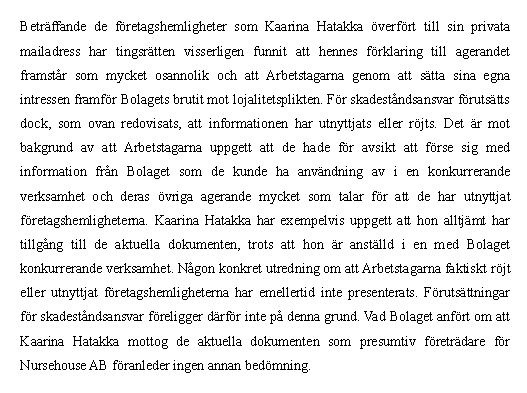 Beträffande de företagshemligheter som Kaarina Hatakka överfört till sin privata
mailadress har tingsrätten visserligen funnit att hennes förklaring till agerandet
framstår som mycket osannolik och att Arbetstagarna genom att sätta sina egna
intressen framför Bolagets brutit mot lojalitetsplikten. För skadeståndsansvar förutsätts
dock, som ovan redovisats, att informationen har utnyttjats eller röjts. Det är mot
bakgrund av att Arbetstagarna uppgett att de hade för avsikt att förse sig med
information från Bolaget som de kunde ha användning av i en konkurrerande
verksamhet och deras övriga agerande mycket som talar för att de har utnyttjat
företagshemligheterna. Kaarina Hatakka har exempelvis uppgett att hon alltjämt har
tillgång till de aktuella dokumenten, trots att hon är anställd i en med Bolaget
konkurrerande verksamhet. Någon konkret utredning om att Arbetstagarna faktiskt röjt
eller utnyttjat företagshemligheterna har emellertid inte presenterats. Förutsättningar
för skadeståndsansvar föreligger därför inte på denna grund. Vad Bolaget anfört om att
Kaarina Hatakka mottog de aktuella dokumenten som presumtiv företrädare för
Nursehouse AB föranleder ingen annan bedömning.